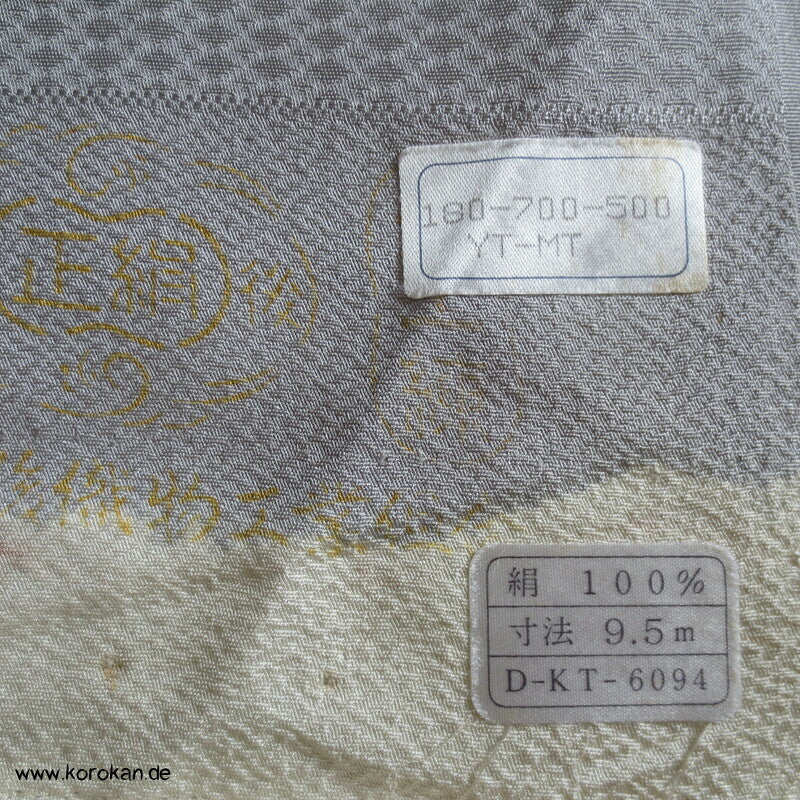 180-700-500
YT-MT
正絹
織物工業
絹 100%
寸法 9.5m
D-KT-6094
www.korokan.de